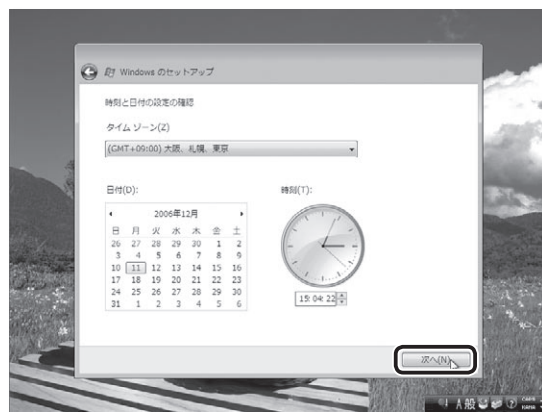 Windows のセットアップ
時刻と日付の設定の確認
タイム ゾーン(Z)
(GMT+09:00) 大阪、札幌、東京
日付(D):
時刻(T):
2006年12月
日 月 火 水 木 金 土
26 27 28 29 30 1 2
3 4 5 6 7 8 9
10 11 12 13 14 15 16
17 18 19 20 21 22 23
24 25 26 27 28 29 30
31 1 2 3 4 5 6
15:04:22
次へ(N)
A 般
CAPS
KANA